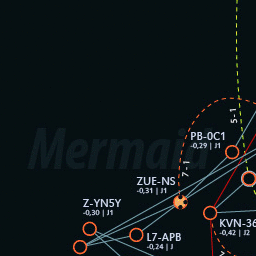 5-1
PB-0C1
-0,29 | J1
Mermaid
7-1
ZUE-NS
-0,31 | J1
Z-YN5Y
-0,30 | J1
KVN-36
-0,42 | J2
L7-APB
-0,24 | J